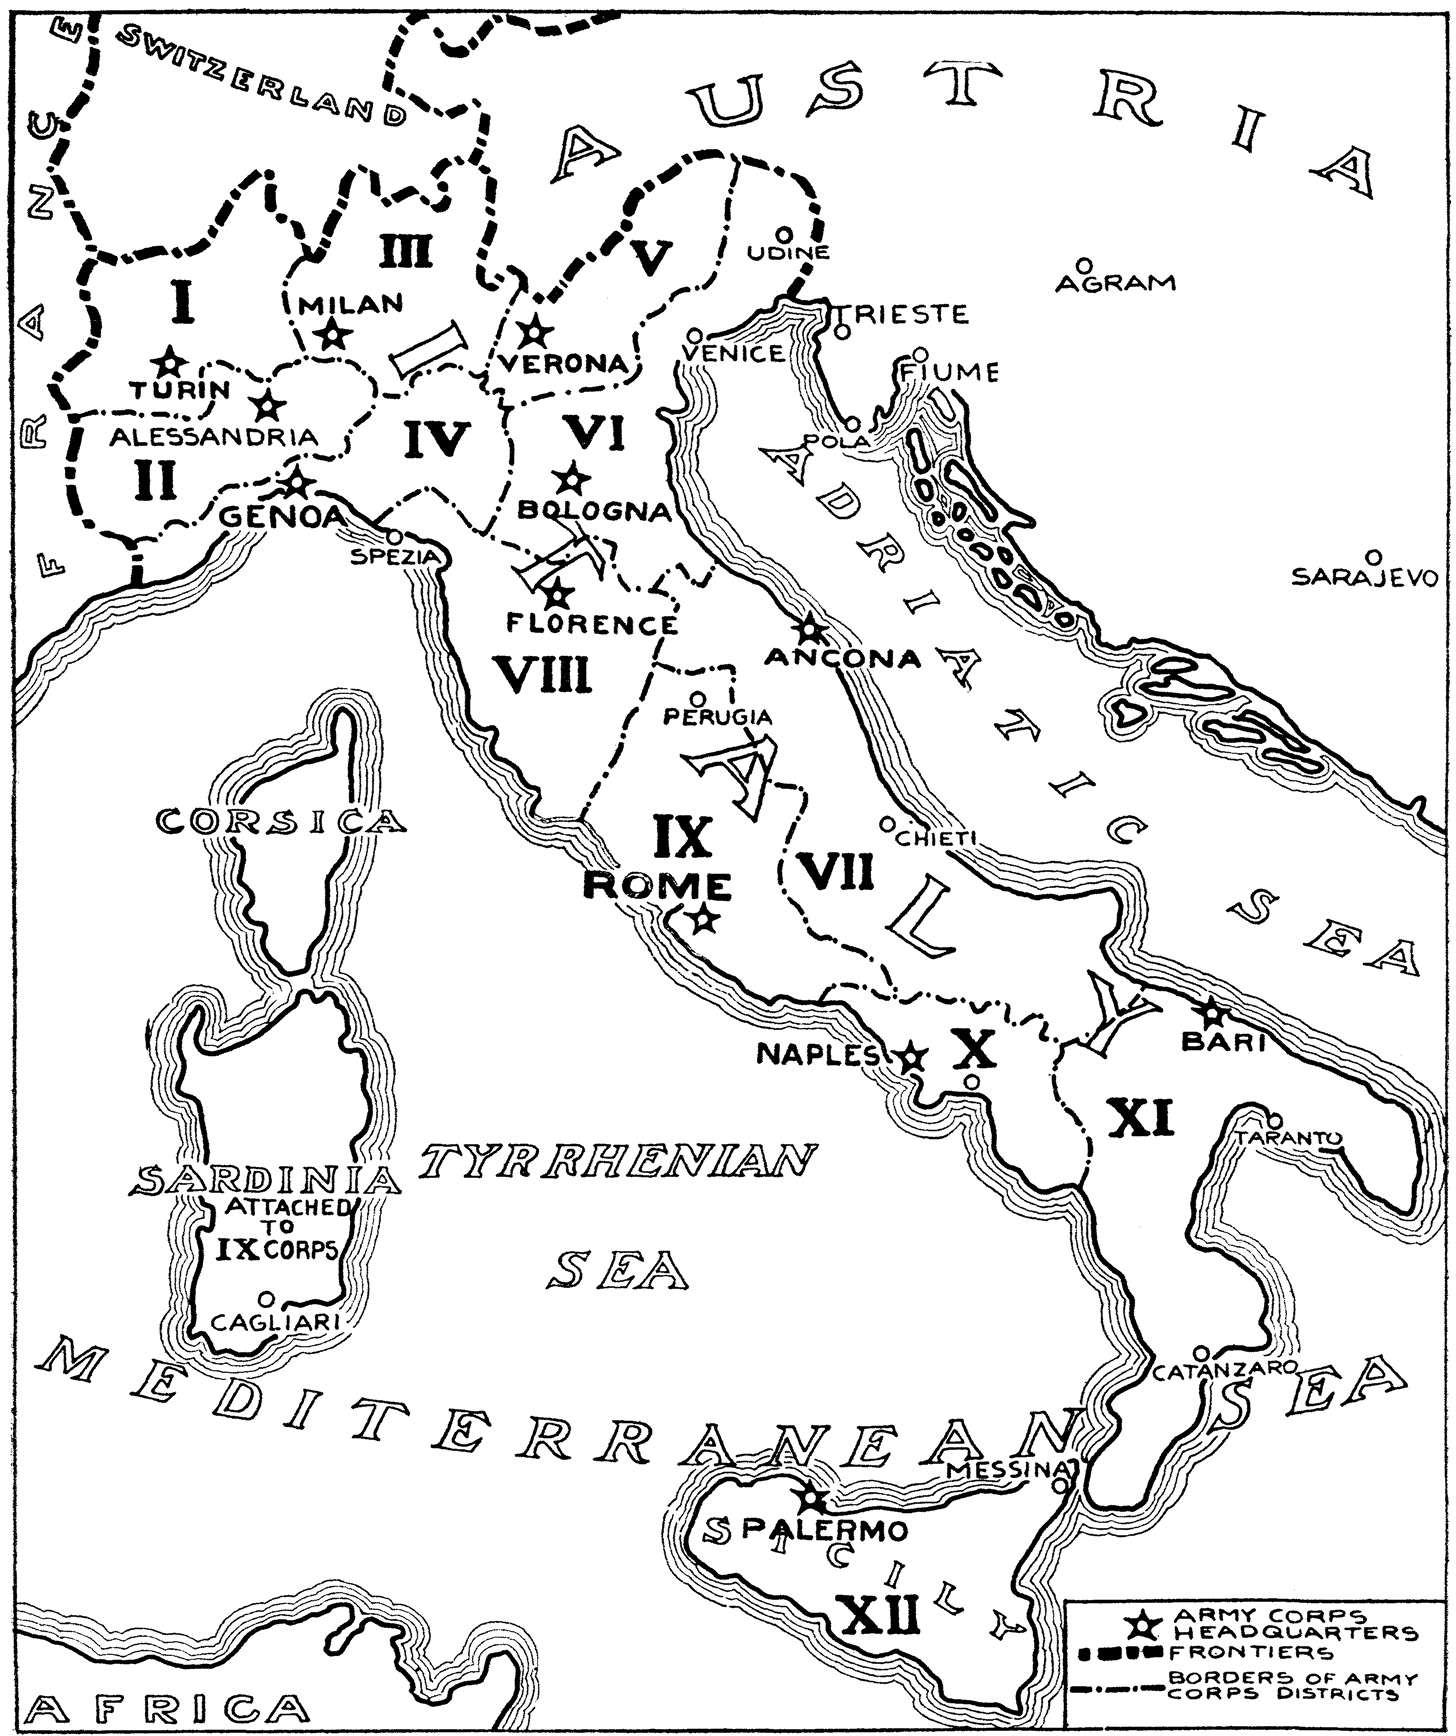 FRANCE
SWITZERLAND
AUSTRIA
I
III
V
UDINE
AGRAM
MILAN
TRIESTE
VENICE
VERONA
FIUME
TURIN
ALESSANDRIA
II
IV
VI
POLA
GENOA
BOLOGNA
SPEZIA
SARAJEVO
FLORENCE
VIII
ANCONA
PERUGIA
ITALY
ADRIATIC SEA
CORSICA
IX
ROME
VII
CHIETI
NAPLES
X
BARI
XI
TARANTO
SARDINIA
ATTACHED
TO
IX CORPS
CAGLIARI
TYRRHENIAN
SEA
CATANZARO
MEDITERRANEAN SEA
MESSINA
PALERMO
SICILY
XII
AFRICA
ARMY CORPS
HEADQUARTERS
FRONTIERS
BORDERS OF ARMY
CORPS DISTRICTS